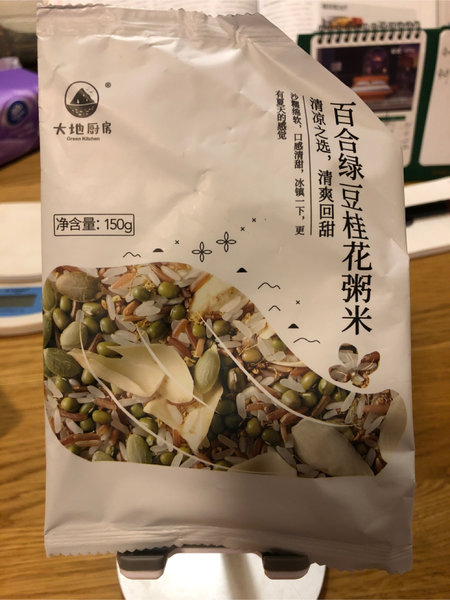 大地厨房
®
Green Kitchen
净含量：150g
百合绿豆桂花粥米
清凉之选，清爽回甜
沙糯绵软，口感清甜，冰镇一下，更
有夏天的感觉